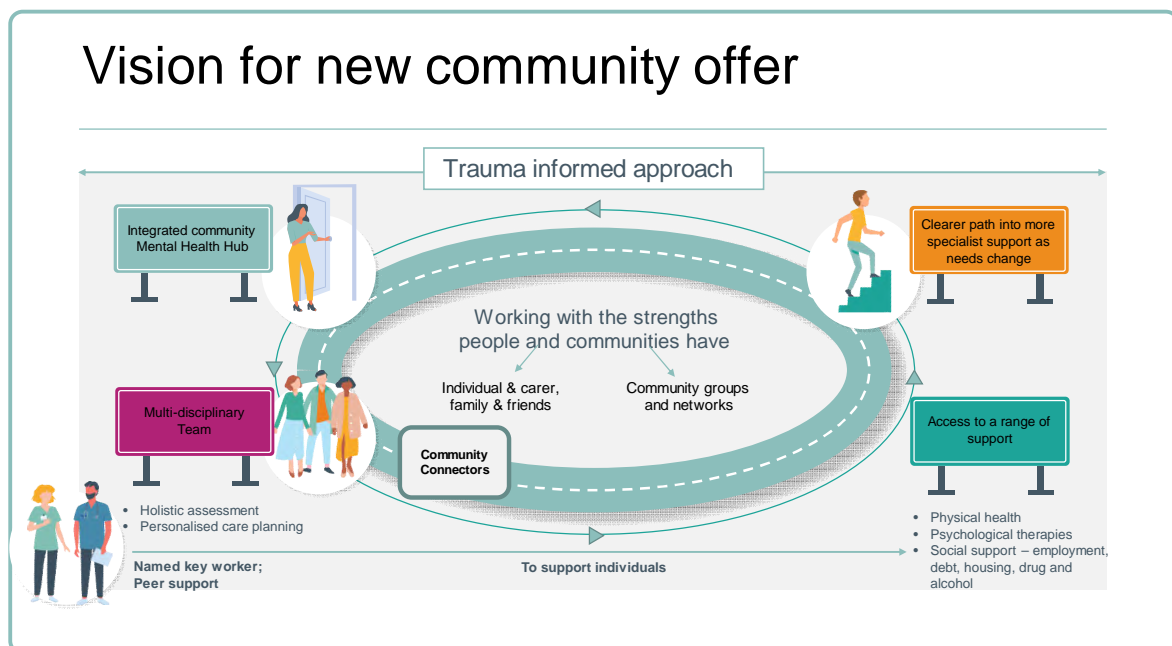 Vision for new community offer
Trauma informed approach
Integrated community
Mental Health Hub
Clearer path into more
specialist support as
needs change
Working with the strengths
people and communities have
Individual & carer,
family & friends
Community groups
and networks
Multi-disciplinary
Team
Community
Connectors
Access to a range of
support
• Holistic assessment
• Personalised care planning
• Physical health
• Psychological therapies
• Social support – employment,
debt, housing, drug and
alcohol
Named key worker;
Peer support
To support individuals